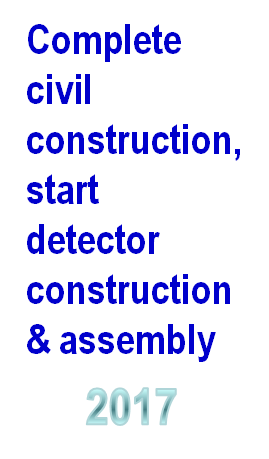 Complete
civil
construction,
start
detector
construction
& assembly
2017